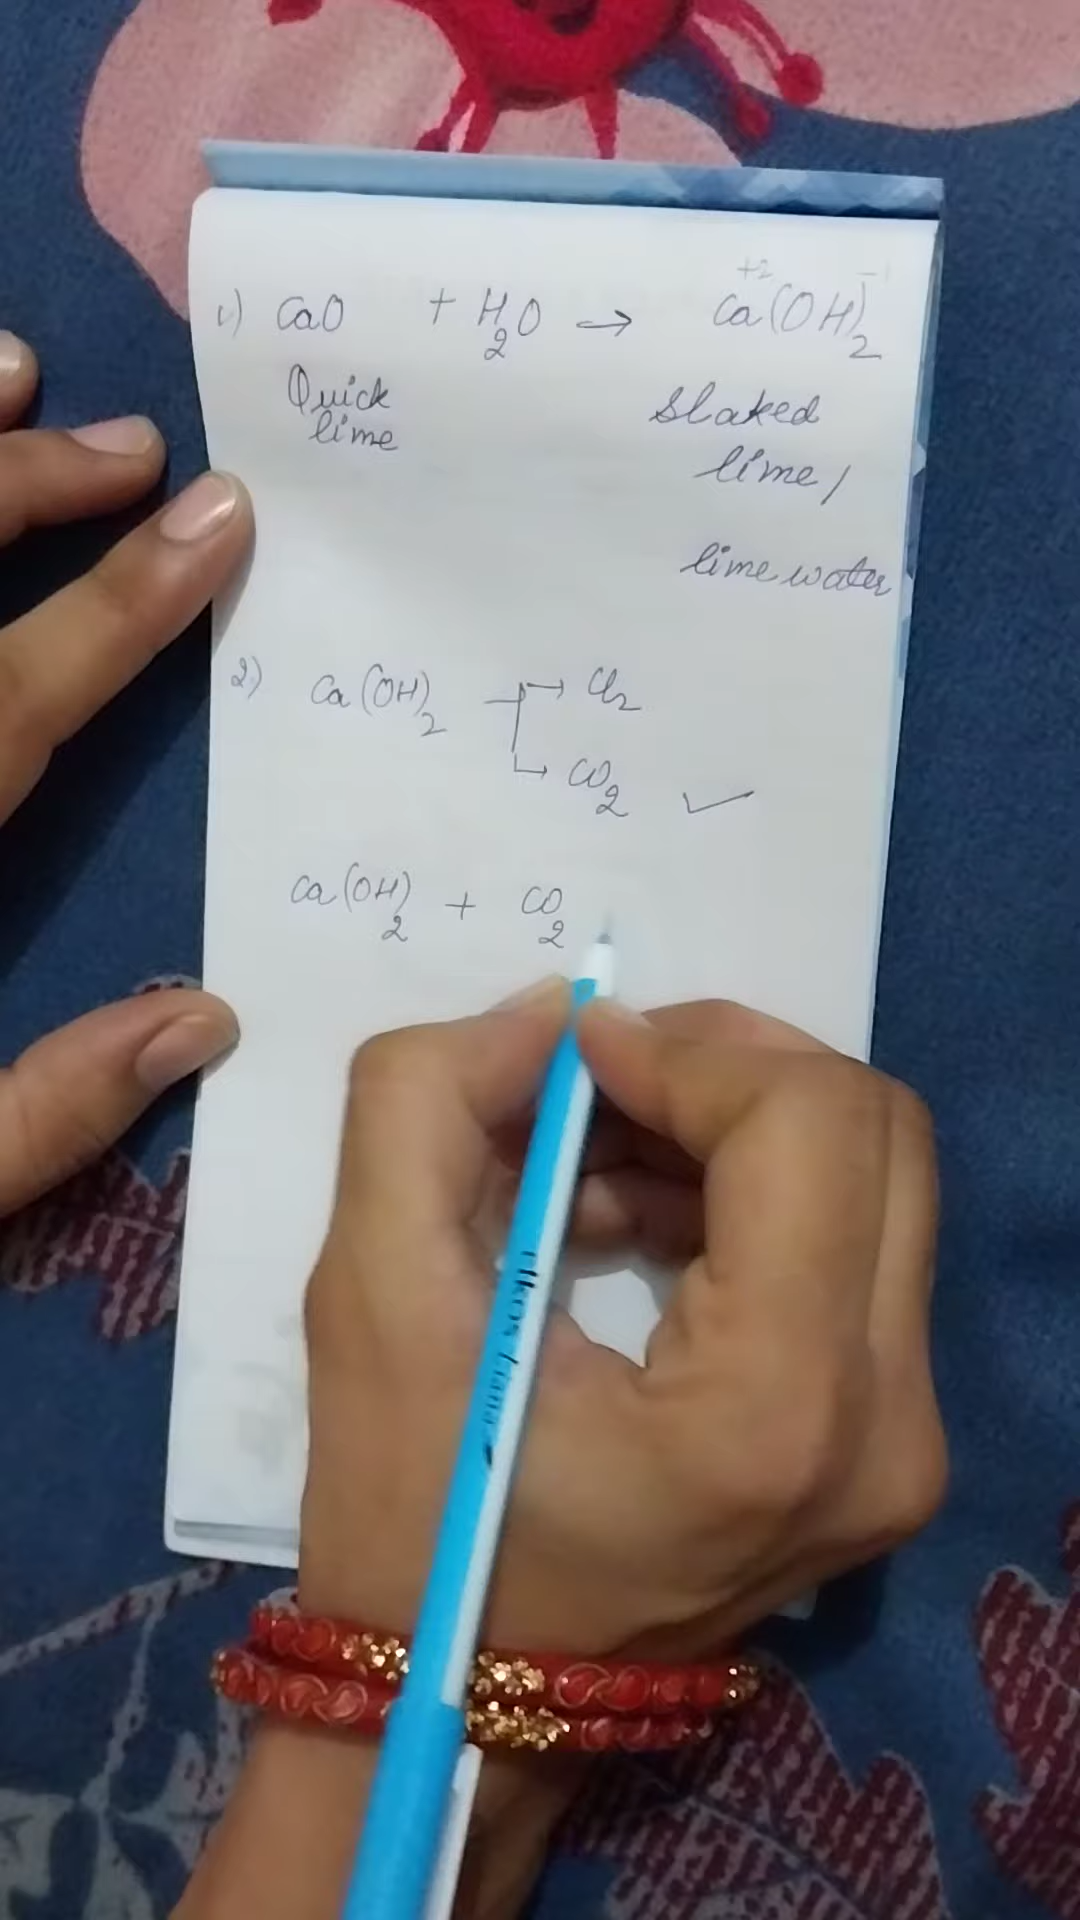 +2 -1
1) CaO + H2O → Ca(OH)2
Quick Slaked
lime lime,
lime water
2) Ca(OH)2 → Cl2
→ CO2 ✓
Ca(OH)2 + CO2